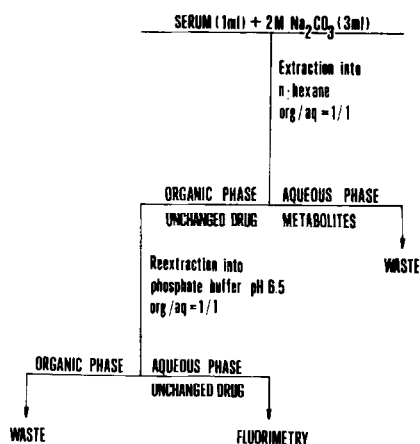 SERUM (1ml) + 2M Na2CO3 (3ml)
Extraction into
n-hexane
org/aq = 1/1
ORGANIC PHASE AQUEOUS PHASE
UNCHANGED DRUG METABOLITES
WASTE
Reextraction into
phosphate buffer pH 6.5
org/aq = 1/1
ORGANIC PHASE AQUEOUS PHASE
UNCHANGED DRUG
WASTE FLUORIMETRY